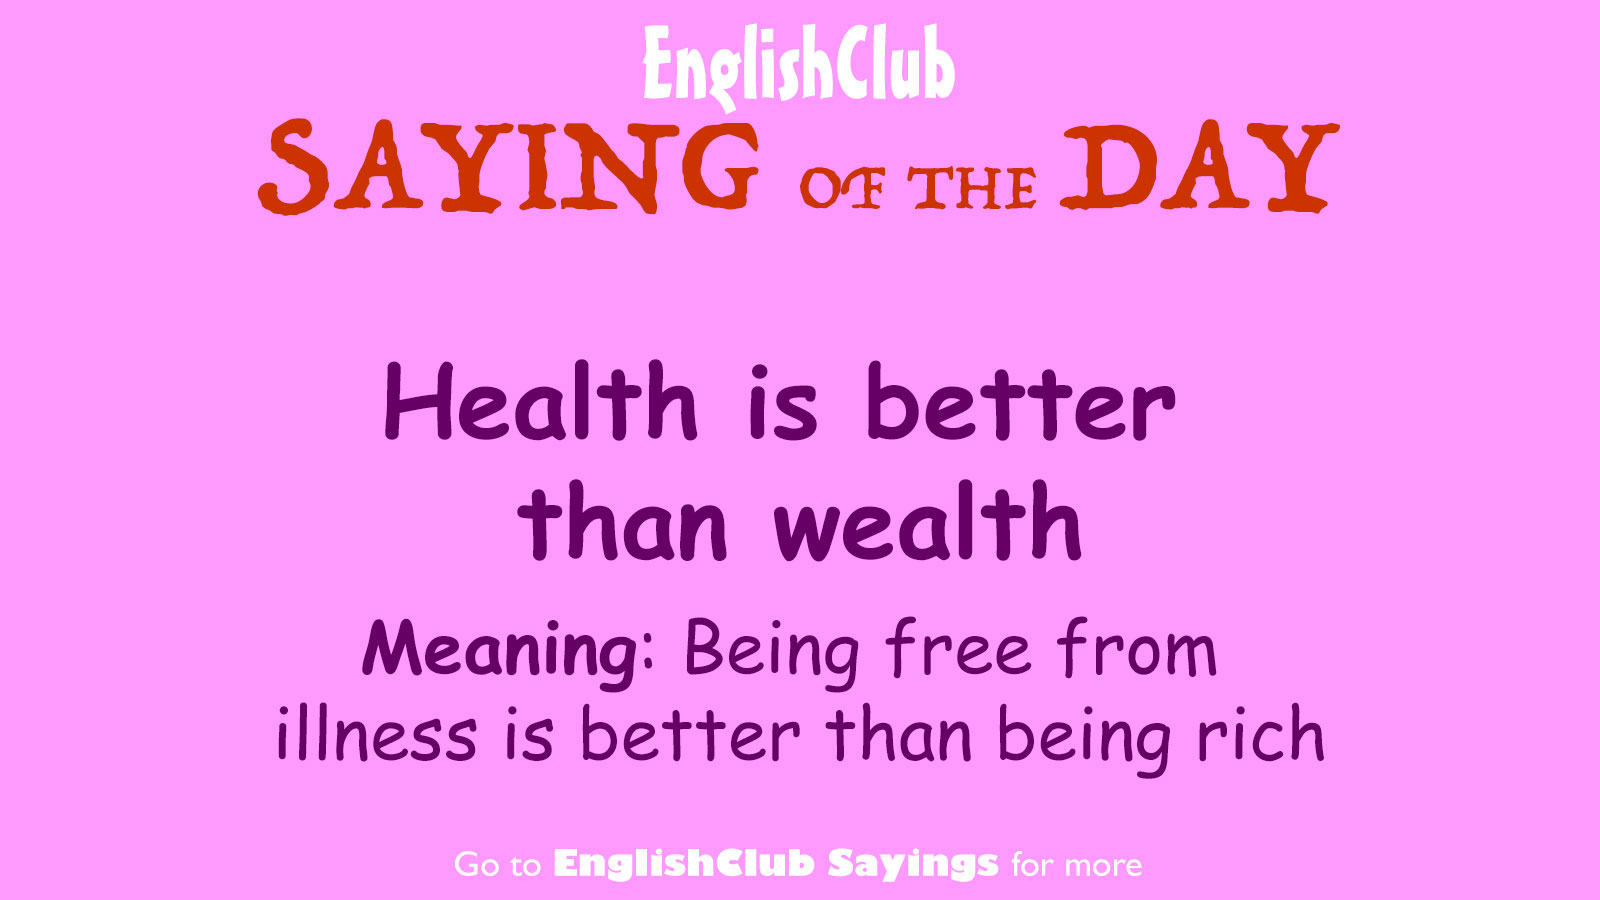 EnglishClub
SAYING OF THE DAY
Health is better
than wealth
Meaning: Being free from
illness is better than being rich
Go to EnglishClub Sayings for more